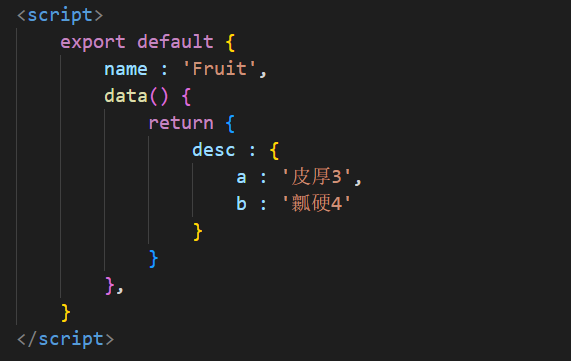 <script>
export default {
name : 'Fruit',
data() {
return {
desc : {
a : '皮厚3',
b : '瓤硬4'
}
}
},
}
</script>